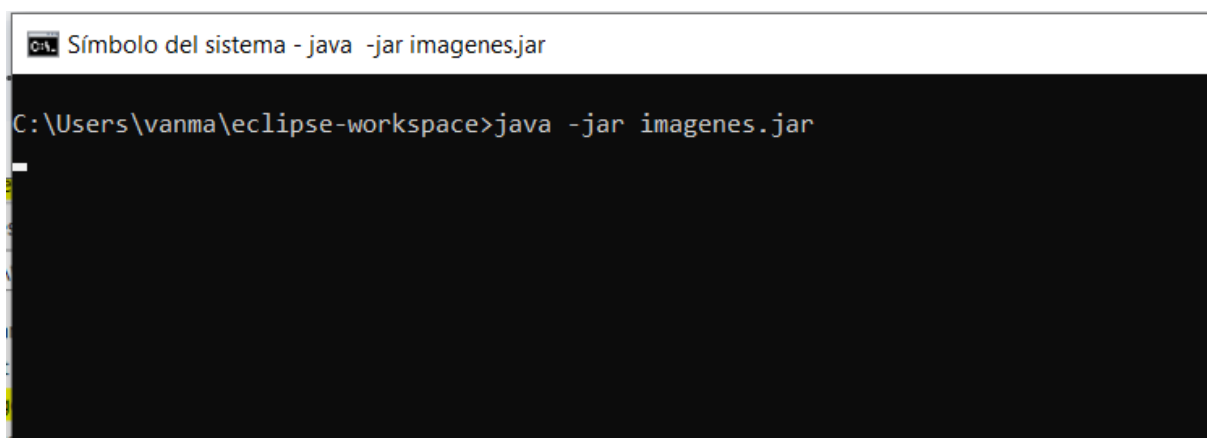 Símbolo del sistema - java  -jar imagenes.jar
C:\Users\vanma\eclipse-workspace>java -jar imagenes.jar